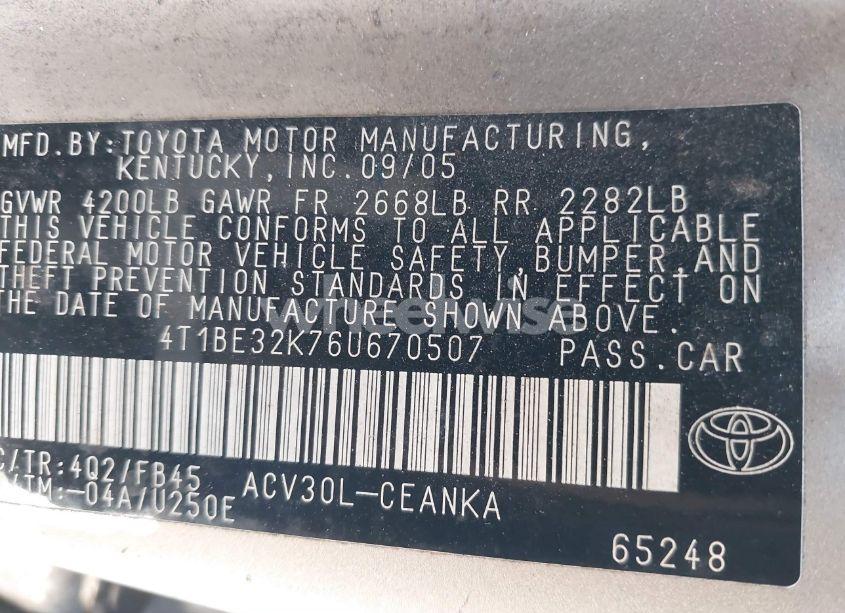 MFD.BY:TOYOTA MOTOR MANUFACTURING,
KENTUCKY,INC. 09/05
GVWR 4200LB GAWR FR 2668LB RR 2282LB
THIS VEHICLE CONFORMS TO ALL APPLICABLE
FEDERAL MOTOR VEHICLE SAFETY,BUMPER,AND
THEFT PREVENTION STANDARDS IN EFFECT ON
THE DATE OF MANUFACTURE SHOWN ABOVE.
wheelwise
4T1BE32K76U670507 PASS.CAR
C/TR:4Q2/FB45
/TM:-04A/U250E
ACV30L-CEANKA
65248